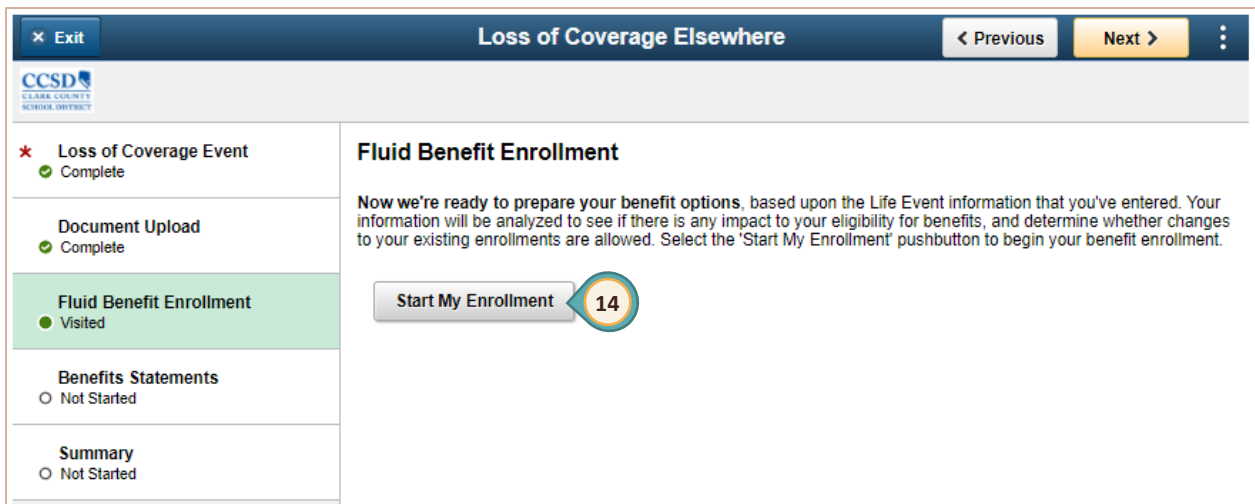 × Exit
Loss of Coverage Elsewhere
< Previous
Next >
CCSD
CLARK COUNTY
SCHOOL DISTRICT
* Loss of Coverage Event
Complete
Document Upload
Complete
Fluid Benefit Enrollment
Visited
Benefits Statements
Not Started
Summary
Not Started
Fluid Benefit Enrollment
Now we're ready to prepare your benefit options, based upon the Life Event information that you've entered. Your
information will be analyzed to see if there is any impact to your eligibility for benefits, and determine whether changes
to your existing enrollments are allowed. Select the 'Start My Enrollment' pushbutton to begin your benefit enrollment.
Start My Enrollment
14